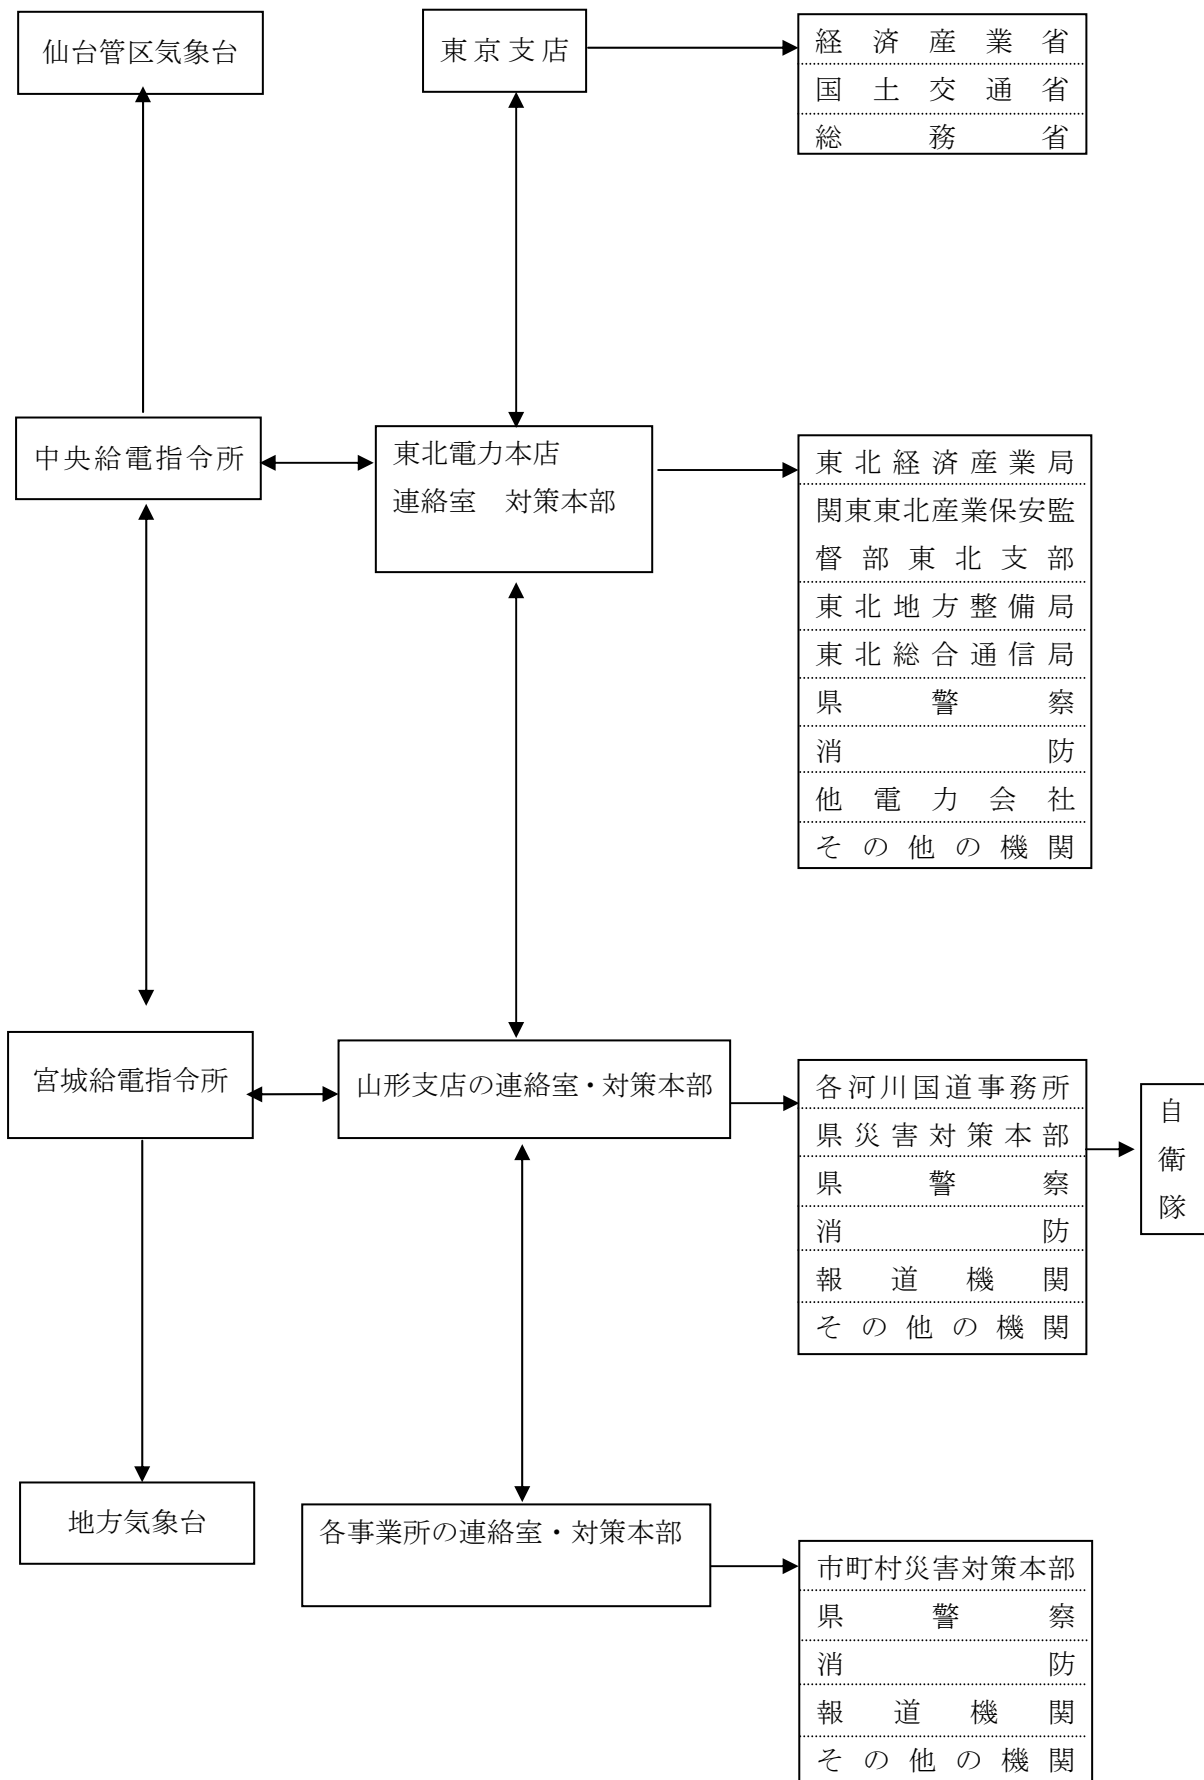 仙台管区気象台
東京支店
経済産業省
国土交通省
総務省
中央給電指令所
東北電力本店
連絡室　対策本部
東北経済産業局
関東東北産業保安監
督部東北支部
東北地方整備局
東北総合通信局
県警察
消防
他電力会社
その他の機関
宮城給電指令所
山形支店の連絡室・対策本部
各河川国道事務所
県災害対策本部
県警察
消防
報道機関
その他の機関
自
衛
隊
地方気象台
各事業所の連絡室・対策本部
市町村災害対策本部
県警察
消防
報道機関
その他の機関